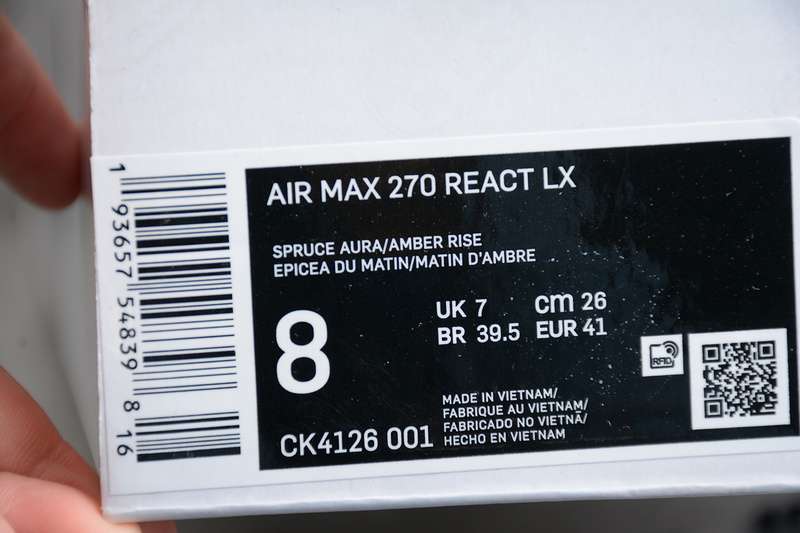 AIR MAX 270 REACT LX
SPRUCE AURA/AMBER RISE
EPICEA DU MATIN/MATIN D'AMBRE
8
UK 7 cm 26
BR 39.5 EUR 41
RFID
CK4126 001
MADE IN VIETNAM/
FABRIQUE AU VIETNAM/
FABRICADO NO VIETNÃ/
HECHO EN VIETNAM
1 93657 54839 8 16